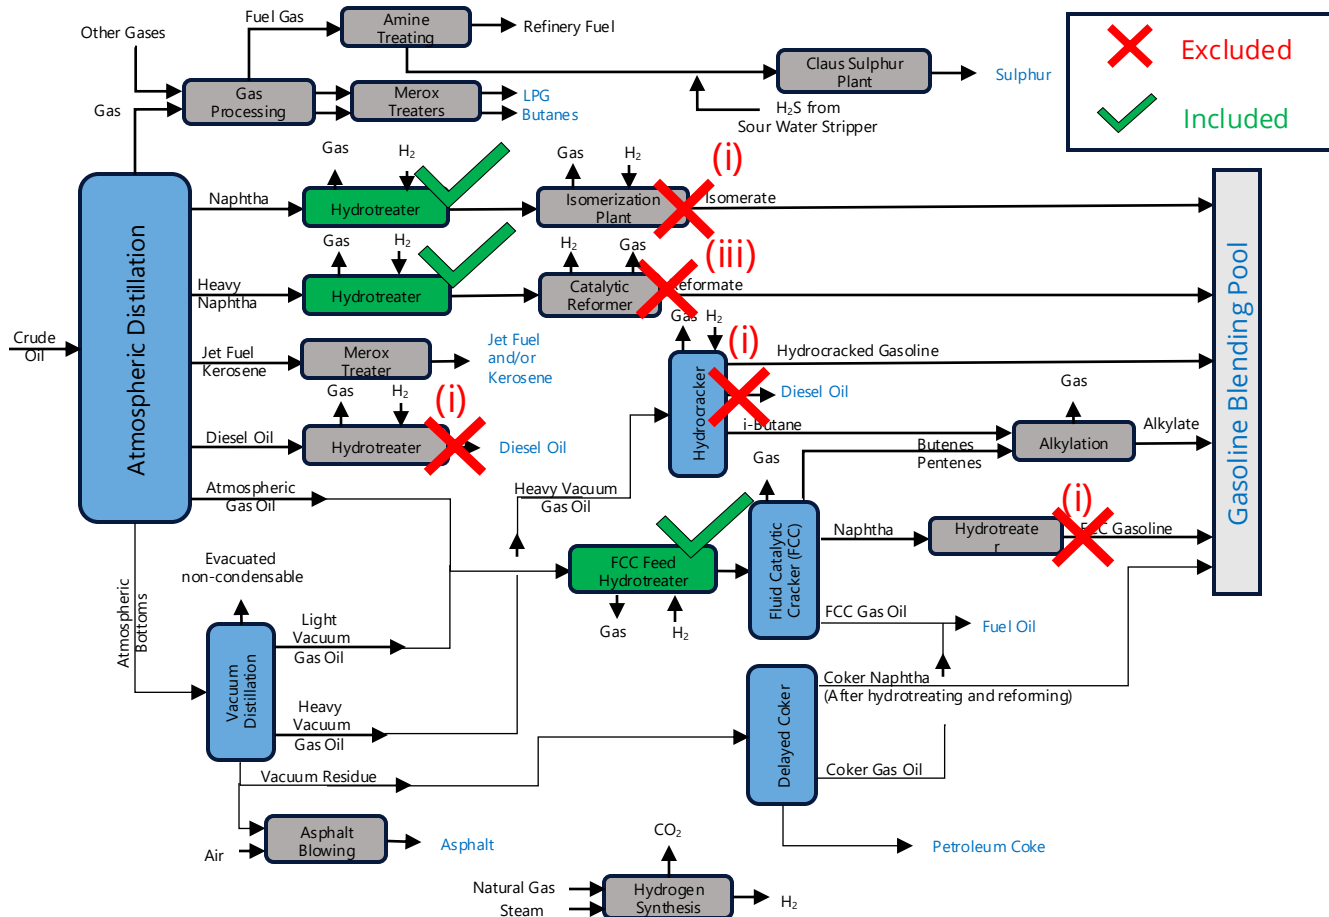 Fuel Gas
Amine
Treating
Refinery Fuel
Other Gases
Gas
Gas
Processing
Merox
Treaters
LPG
Butanes
Claus Sulphur
Plant
Sulphur
H₂S from
Sour Water Stripper
Excluded
Included
Atmospheric Distillation
Crude
Oil
Naphtha
Gas
H₂
Hydrotreater
Gas
H₂
Isomerization
Plant
(i)
Isomerate
Heavy
Naphtha
Gas
H₂
Hydrotreater
H₂
Gas
Catalytic
Reformer
(iii)
Reformate
Jet Fuel
Kerosene
Merox
Treater
Jet Fuel
and/or
Kerosene
Gas
H₂
Hydrocracker
(i)
Hydrocracked Gasoline
Diesel Oil
i-Butane
Diesel Oil
Gas
H₂
Hydrotreater
(i)
Diesel Oil
Gas
Alkylation
Alkylate
Butenes
Pentenes
Gasoline Blending Pool
Atmospheric
Gas Oil
Heavy Vacuum
Gas Oil
Gas
Fluid Catalytic
Cracker (FCC)
Naphtha
Hydrotreate
r
(i)
FCC Gasoline
FCC Feed
Hydrotreater
Gas
H₂
FCC Gas Oil
Fuel Oil
Atmospheric
Bottoms
Evacuated
non-condensable
Vacuum
Distillation
Light
Vacuum
Gas Oil
Heavy
Vacuum
Gas Oil
Vacuum Residue
Delayed Coker
Coker Naphtha
(After hydrotreating and reforming)
Coker Gas Oil
Petroleum Coke
Air
Asphalt
Blowing
Asphalt
CO₂
Natural Gas
Steam
Hydrogen
Synthesis
H₂